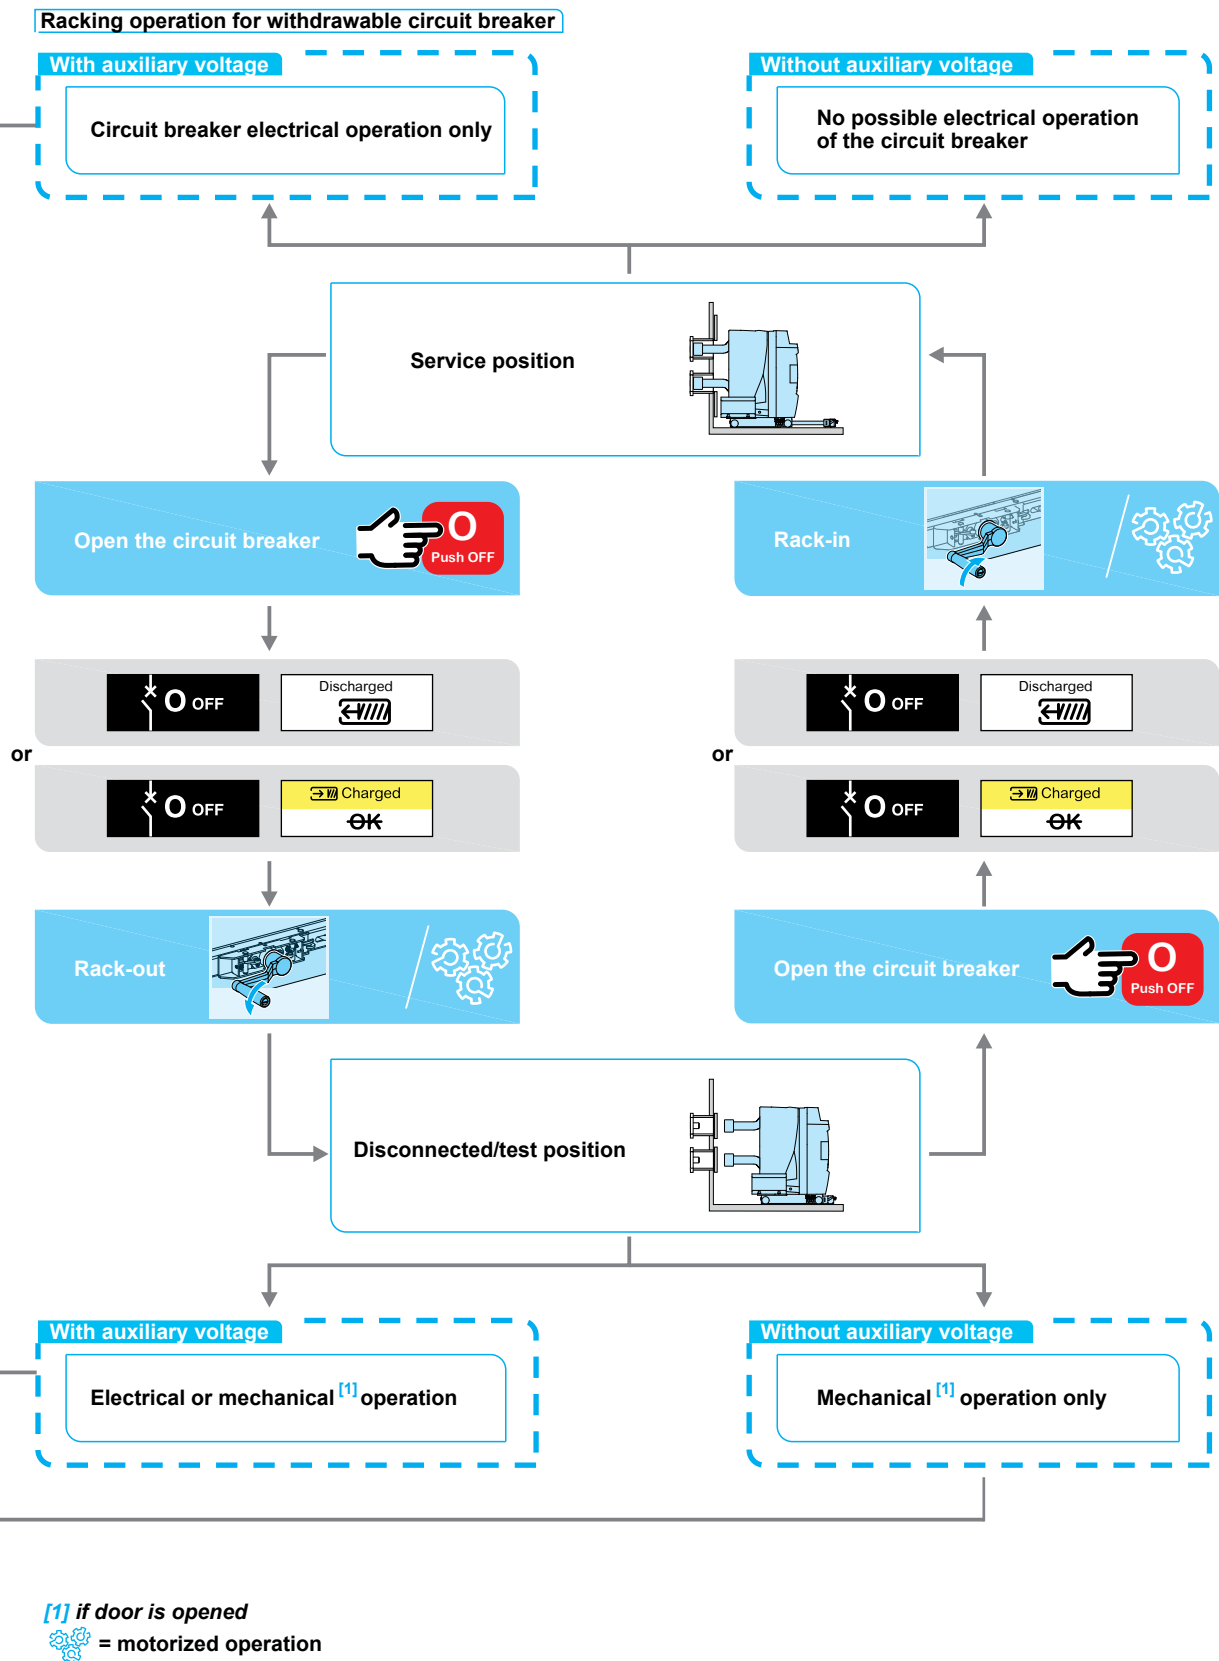 Racking operation for withdrawable circuit breaker
With auxiliary voltage
Circuit breaker electrical operation only
Without auxiliary voltage
No possible electrical operation
of the circuit breaker
Service position
Open the circuit breaker
O
Push OFF
Rack-in
O OFF
Discharged
or
O OFF
Charged
OK
O OFF
Discharged
or
O OFF
Charged
OK
Rack-out
Open the circuit breaker
O
Push OFF
Disconnected/test position
With auxiliary voltage
Electrical or mechanical [1] operation
Without auxiliary voltage
Mechanical [1] operation only
[1] if door is opened
= motorized operation